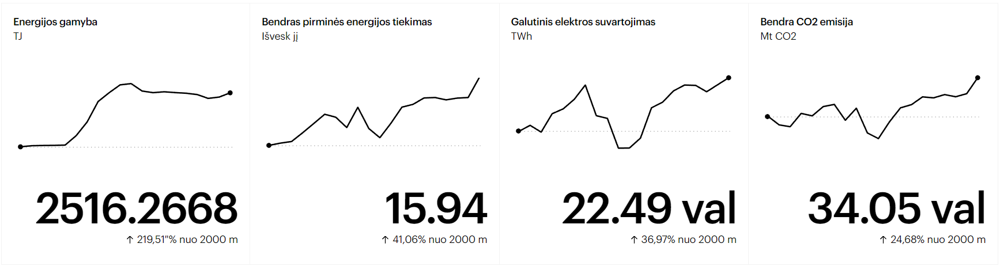 Energijos gamyba
TJ
2516.2668
↑ 219,51"% nuo 2000 m
Bendras pirminės energijos tiekimas
Išvesk jį
15.94
↑ 41,06% nuo 2000 m
Galutinis elektros suvartojimas
TWh
22.49 val
↑ 36,97% nuo 2000 m
Bendra CO2 emisija
Mt CO2
34.05 val
↑ 24,68% nuo 2000 m